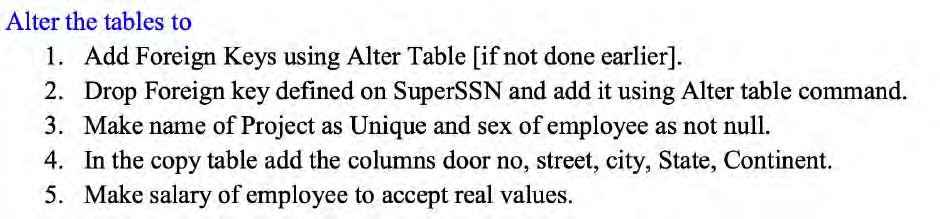 Alter the tables to
1. Add Foreign Keys using Alter Table [if not done earlier].
2. Drop Foreign key defined on SuperSSN and add it using Alter table command.
3. Make name of Project as Unique and sex of employee as not null.
4. In the copy table add the columns door no, street, city, State, Continent.
5. Make salary of employee to accept real values.